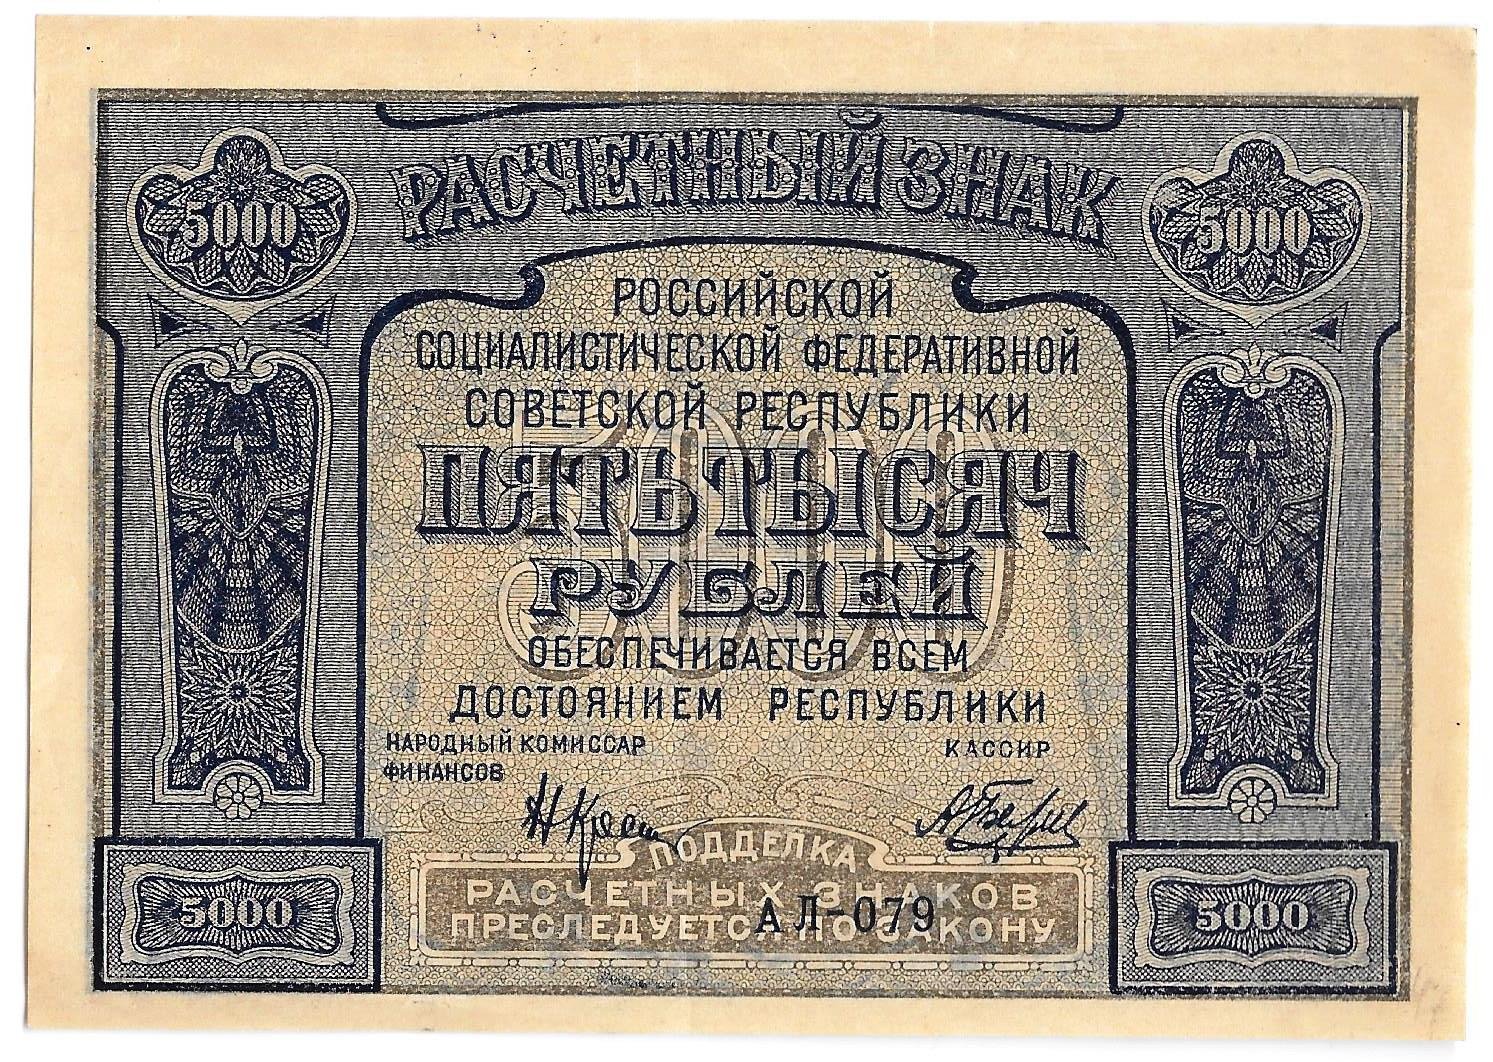 РАСЧЕТНЫЙ ЗНАК
5000
5000
РОССИЙСКОЙ
СОЦИАЛИСТИЧЕСКОЙ ФЕДЕРАТИВНОЙ
СОВЕТСКОЙ РЕСПУБЛИКИ
5000
ПЯТЬ ТЫСЯЧ
РУБЛЕЙ
ОБЕСПЕЧИВАЕТСЯ ВСЕМ
ДОСТОЯНИЕМ РЕСПУБЛИКИ
НАРОДНЫЙ КОМИССАР
ФИНАНСОВ
КАССИР
ПОДДЕЛКА
РАСЧЕТНЫХ ЗНАКОВ
ПРЕСЛЕДУЕТСЯ ПО ЗАКОНУ
АЛ-079
5000
5000